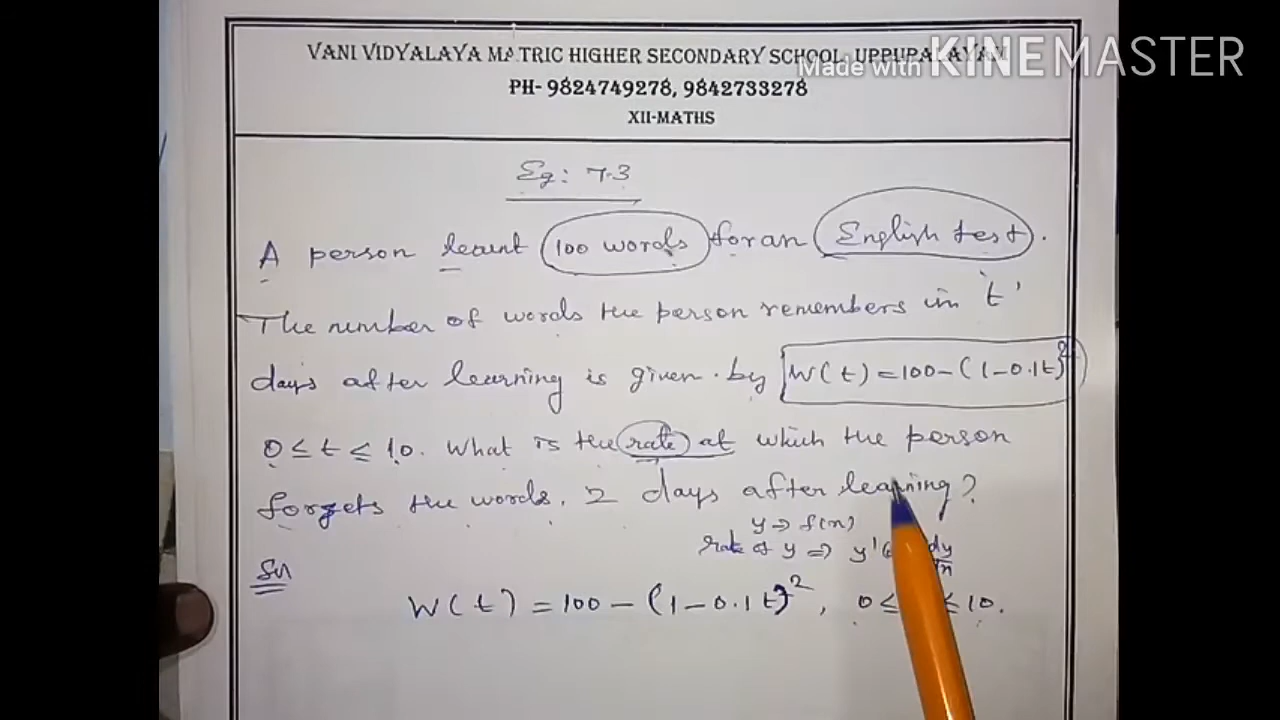 VANI VIDYALAYA MATRIC HIGHER SECONDARY SCHOOL, UPPUPALAYAM
Made with KINEMASTER
PH- 9824749278, 9842733278
XII-MATHS
Eg: 7.3
A person learnt 100 words for an English test.
The number of words the person remembers in 't'
days after learning is given by W(t) = 100 - (1-0.1t)²
0 ≤ t ≤ 10. What is the rate at which the person
forgets the words, 2 days after learning?
y => f(x)
rate of y => y' dy
Sol
W(t) = 100 - (1-0.1t)², 0 ≤ ≤ 10.